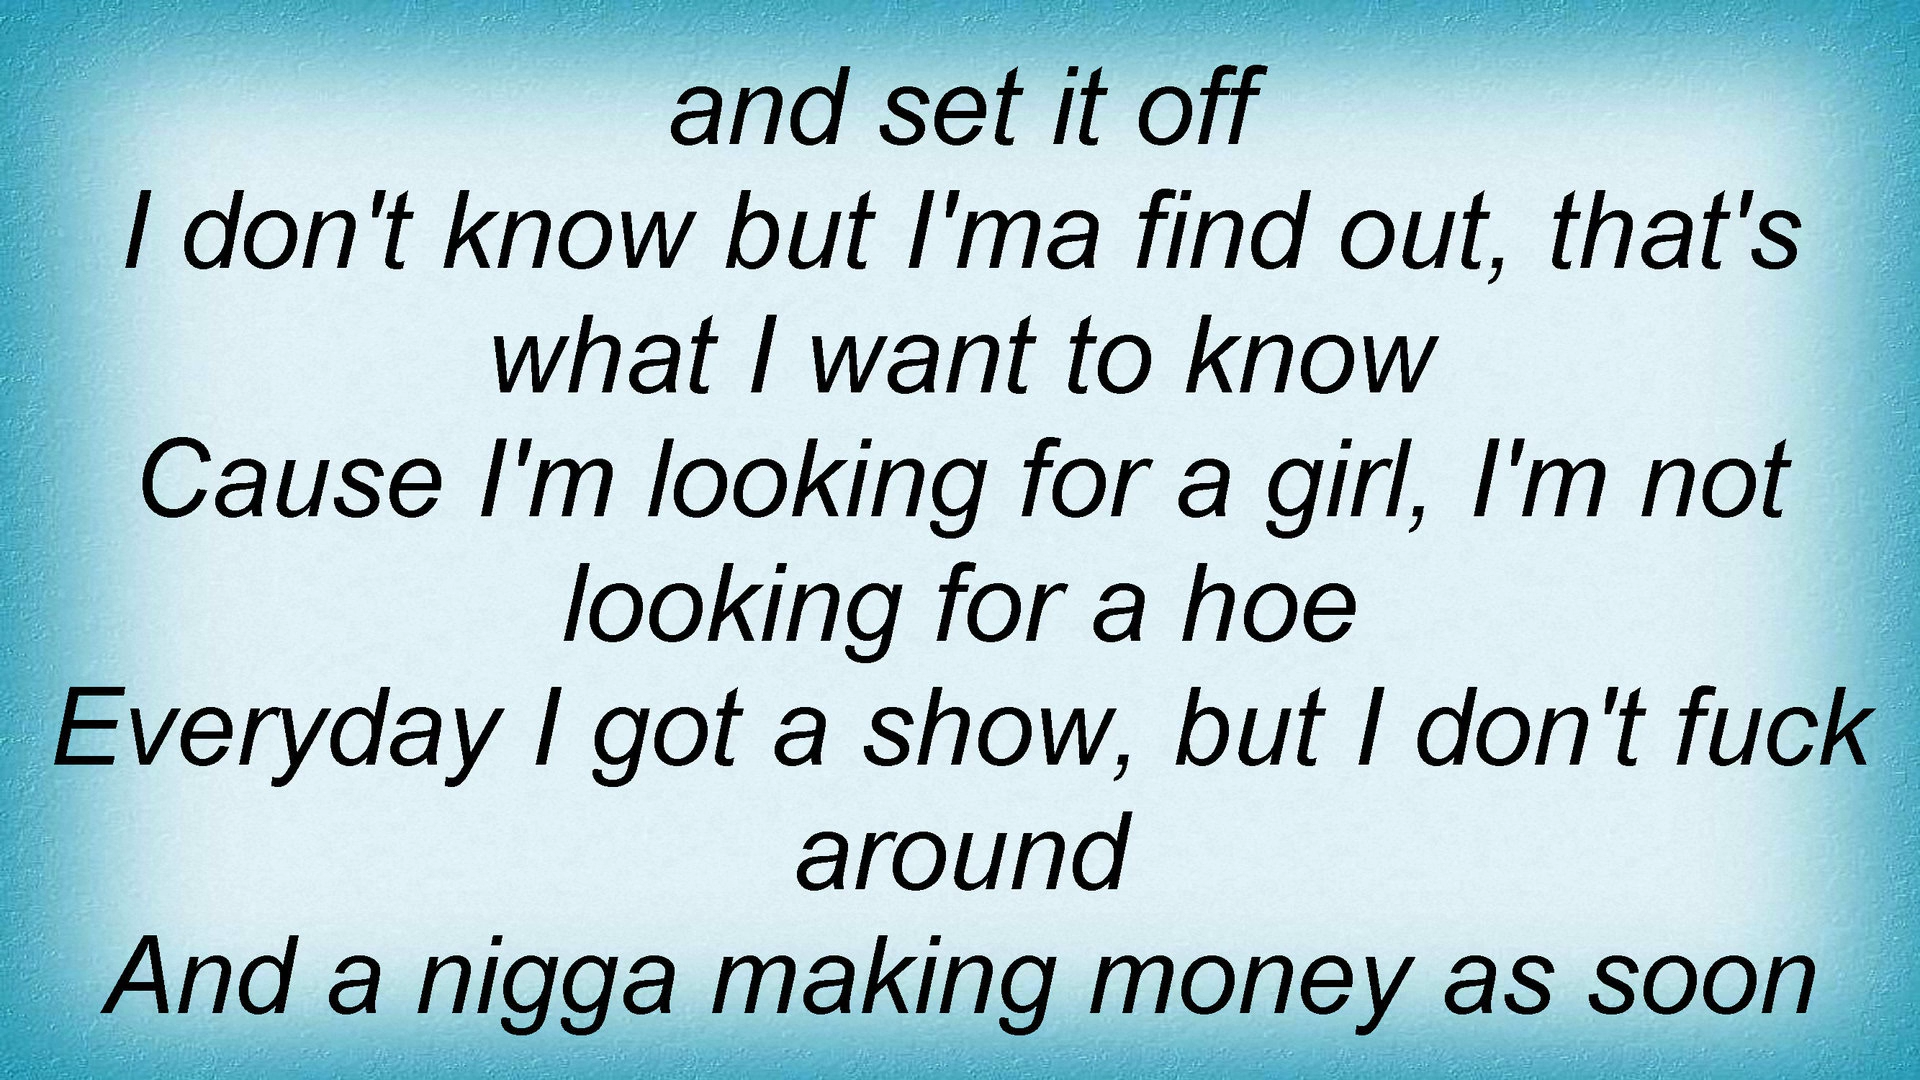 and set it off
I don't know but I'ma find out, that's
what I want to know
Cause I'm looking for a girl, I'm not
looking for a hoe
Everyday I got a show, but I don't fuck
around
And a nigga making money as soon